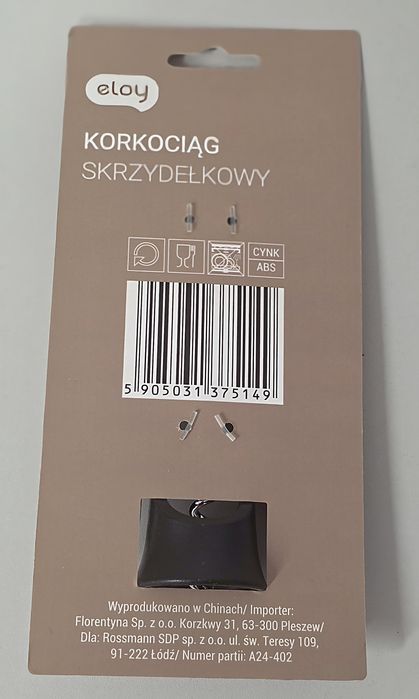 eloy
KORKOCIĄG
SKRZYDEŁKOWY
CYNK
ABS
5 905031 375149
Wyprodukowano w Chinach/ Importer:
Florentyna Sp. z o.o. Korzkwy 31, 63-300 Pleszew/
Dla: Rossmann SDP sp. z o.o. ul. św. Teresy 109,
91-222 Łódź/ Numer partii: A24-402